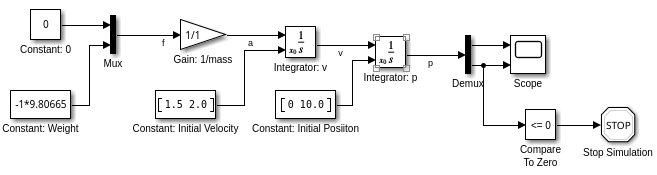 0
Constant: 0
Mux
f
1/1
Gain: 1/mass
a
1
x₀ s
Integrator: v
v
1
x₀ s
Integrator: p
p
Demux
Scope
-1*9.80665
Constant: Weight
[ 1.5 2.0 ]
Constant: Initial Velocity
[ 0 10.0 ]
Constant: Initial Posiiton
<= 0
Compare
To Zero
STOP
Stop Simulation